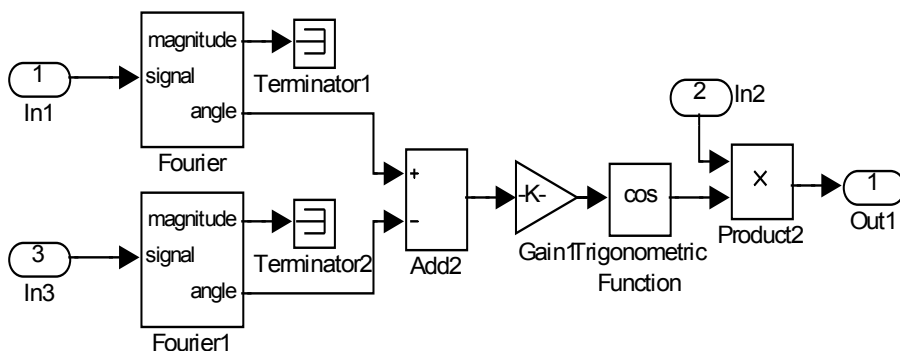 1
In1
magnitude
signal
angle
Fourier
Terminator1
3
In3
magnitude
signal
angle
Fourier1
Terminator2
+
−
Add2
-K-
Gain1
cos
Trigonometric
Function
2
In2
×
Product2
1
Out1